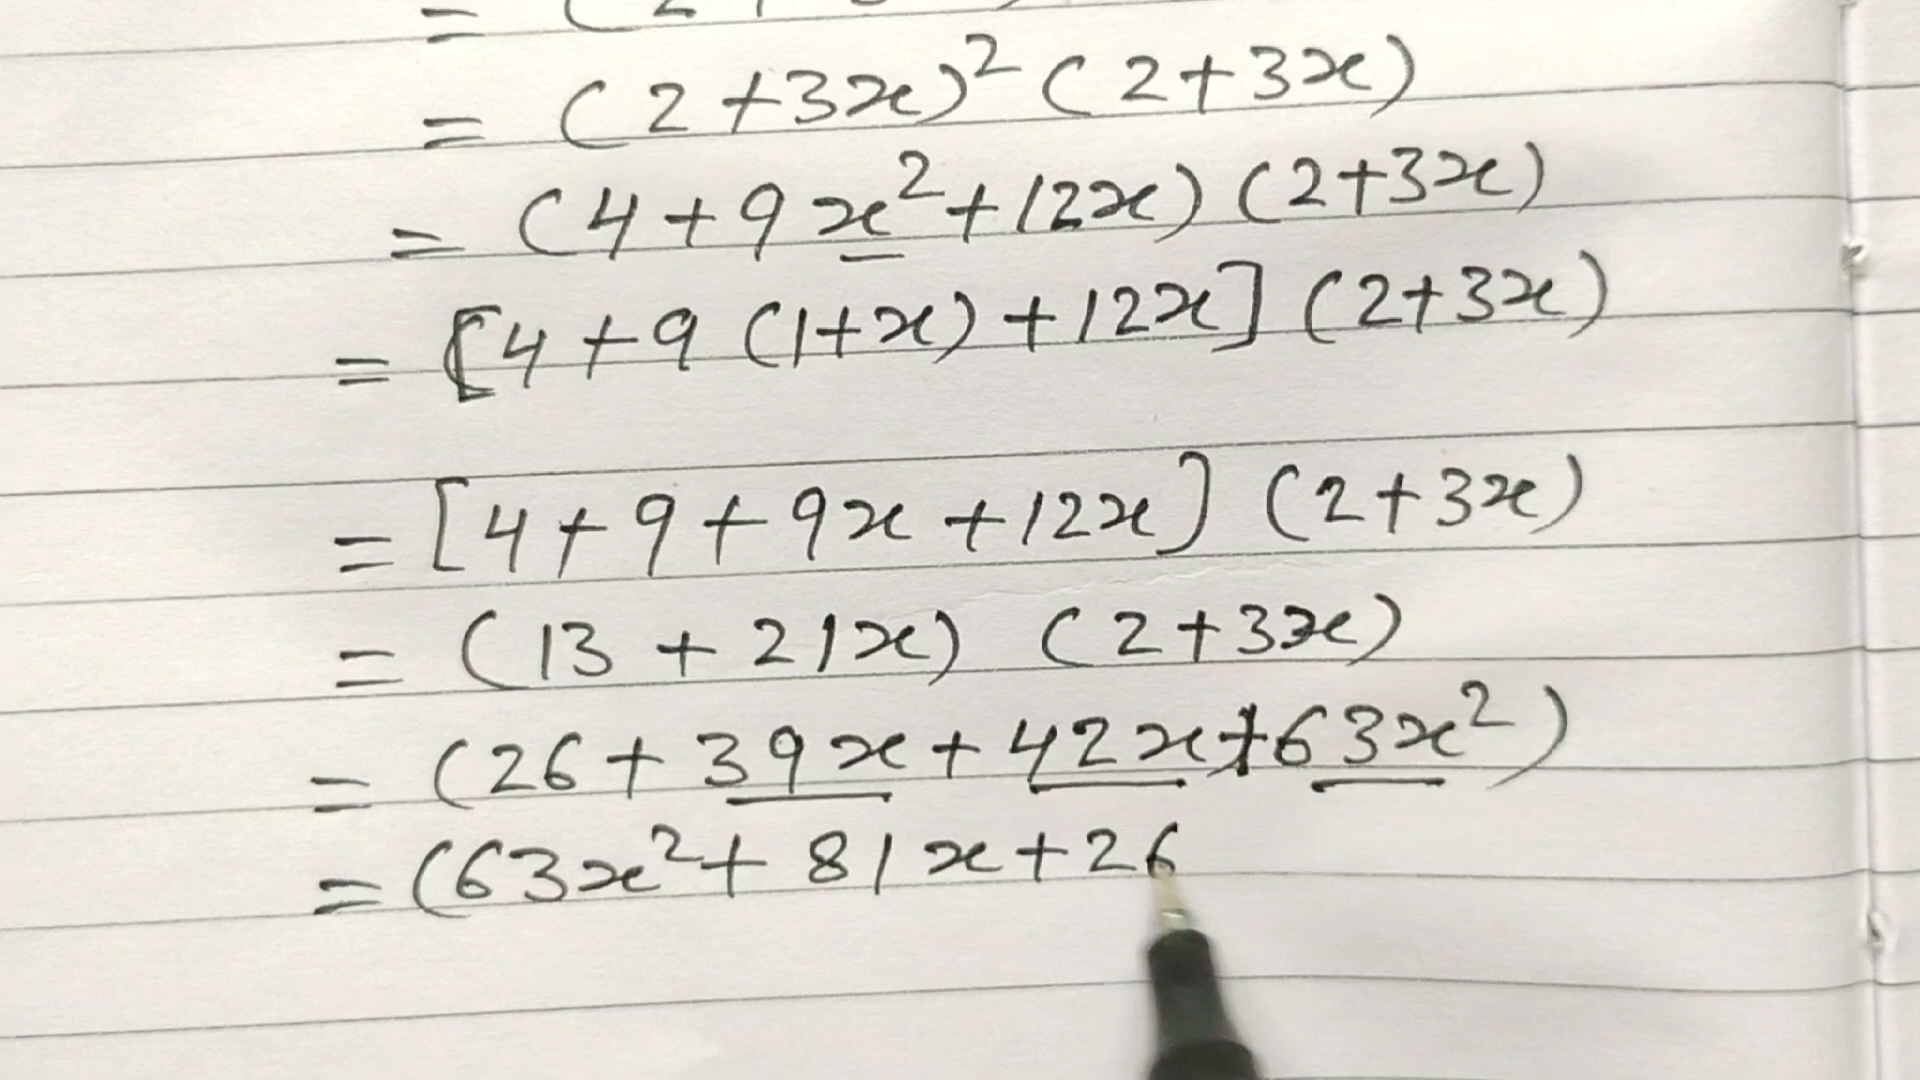 = (2+3x)²(2+3x)
= (4+9x²+12x)(2+3x)
= [4+9(1+x)+12x](2+3x)
= [4+9+9x+12x](2+3x)
= (13+21x)(2+3x)
= (26+39x+42x+63x²)
= (63x²+81x+26